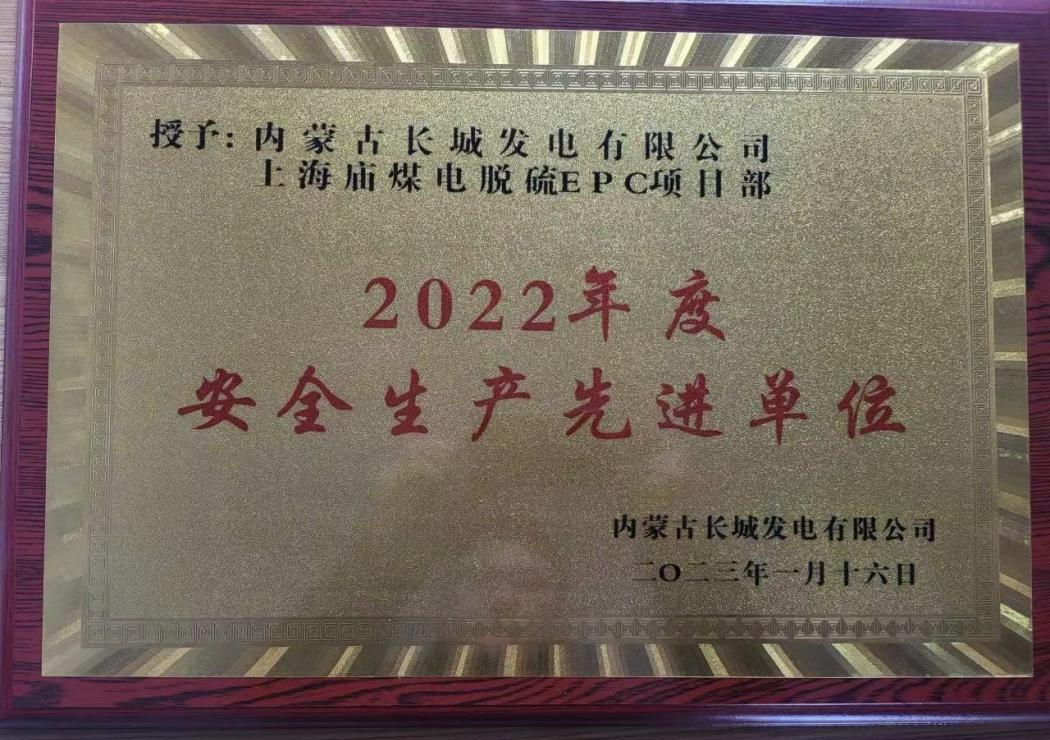 授予:内蒙古长城发电有限公司
上海庙煤电脱硫EPC项目部
2022年度
安全生产先进单位
内蒙古长城发电有限公司
二〇二三年一月十六日